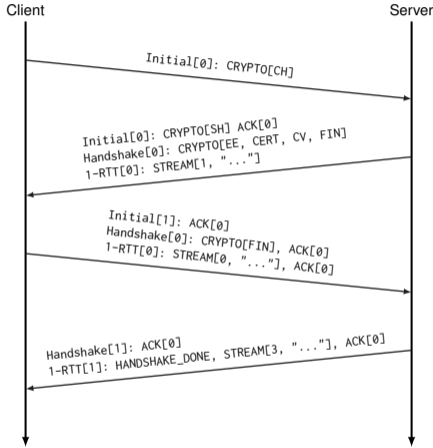 Client Server
Initial[0]: CRYPTO[CH]
Initial[0]: CRYPTO[SH] ACK[0]
Handshake[0]: CRYPTO[EE, CERT, CV, FIN]
1-RTT[0]: STREAM[1, "..."]
Initial[1]: ACK[0]
Handshake[0]: CRYPTO[FIN], ACK[0]
1-RTT[0]: STREAM[0, "..."], ACK[0]
Handshake[1]: ACK[0]
1-RTT[1]: HANDSHAKE_DONE, STREAM[3, "..."], ACK[0]